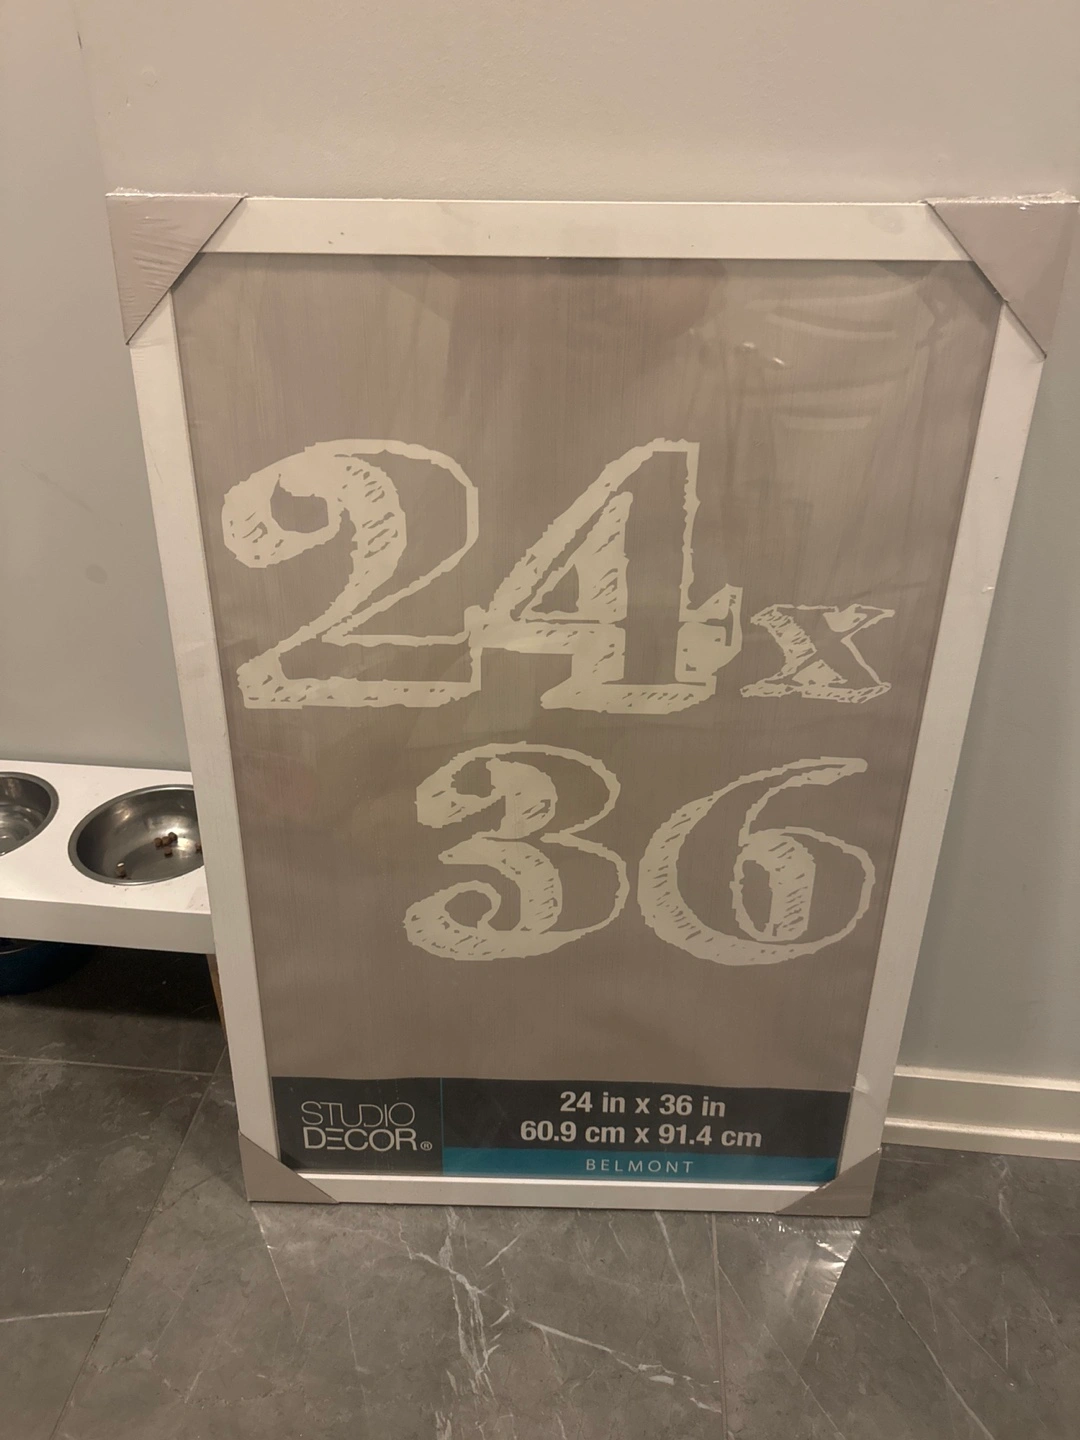 24x
36
STUDIO
DECOR®
24 in x 36 in
60.9 cm x 91.4 cm
BELMONT